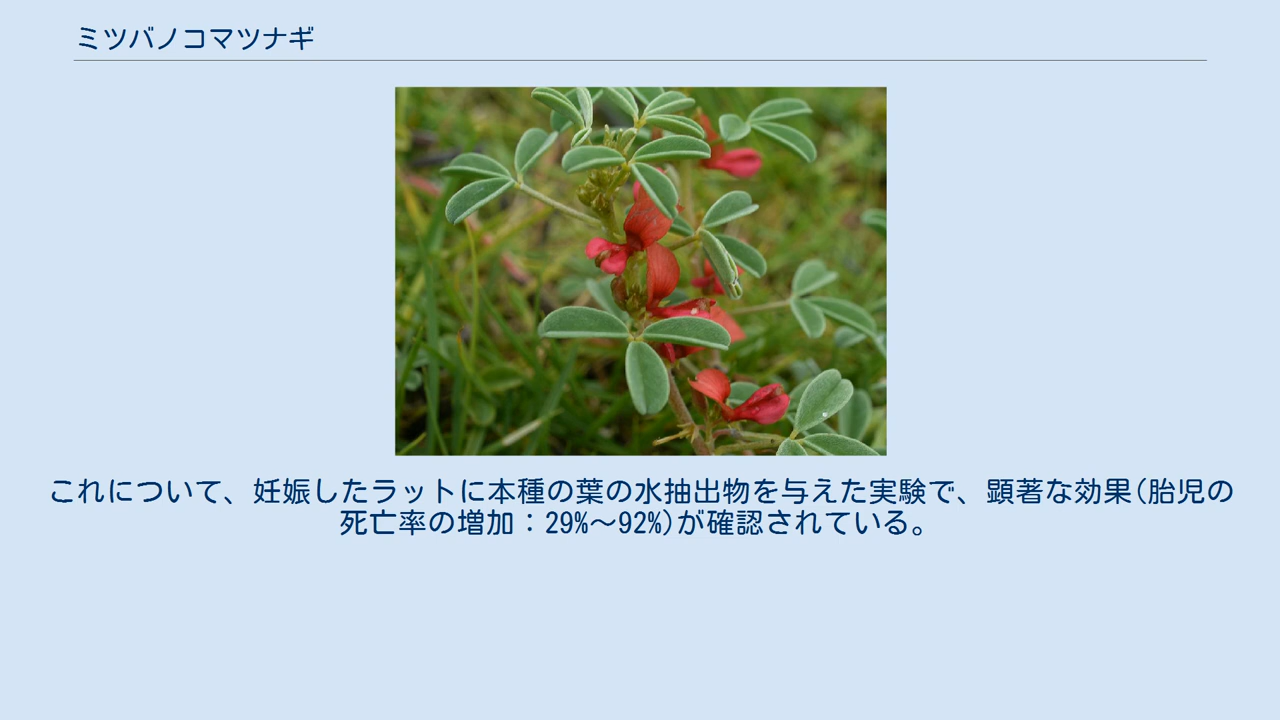 ミツバノコマツナギ
これについて、妊娠したラットに本種の葉の水抽出物を与えた実験で、顕著な効果(胎児の
死亡率の増加：29%～92%)が確認されている。